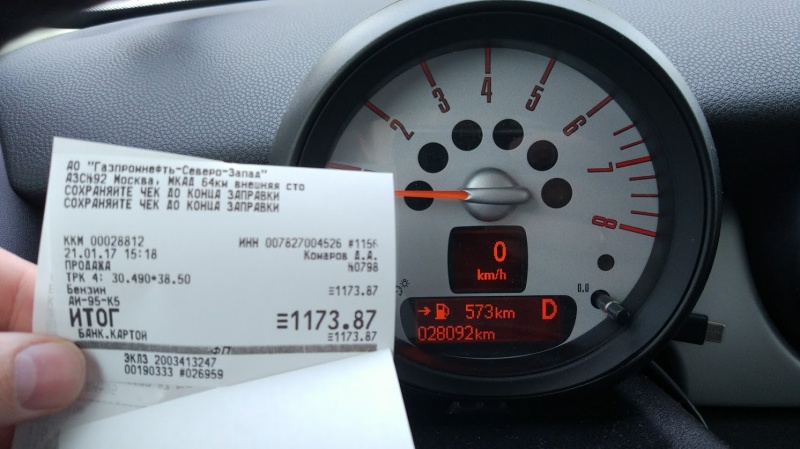 АО "Газпромнефть-Северо-Запад"
АЗС№92 Москва, МКАД 64км внешняя сто
СОХРАНЯЙТЕ ЧЕК ДО КОНЦА ЗАПРАВКИ
СОХРАНЯЙТЕ ЧЕК ДО КОНЦА ЗАПРАВКИ
ККМ 00028812 ИНН 007827004526 #1156
21.01.17 15:18 Комаров Д.А.
ПРОДАЖА №0798
ТРК 4: 30.490*38.50
Бензин ≡1173.87
АИ-95-К5
ИТОГ ≡1173.87
БАНК.КАРТОЙ ≡1173.87
ФП
ЭКЛЗ 2003413247
00190333 #026959
2
3
4
5
6
7
8
0
km/h
0.0
573km D
028092km